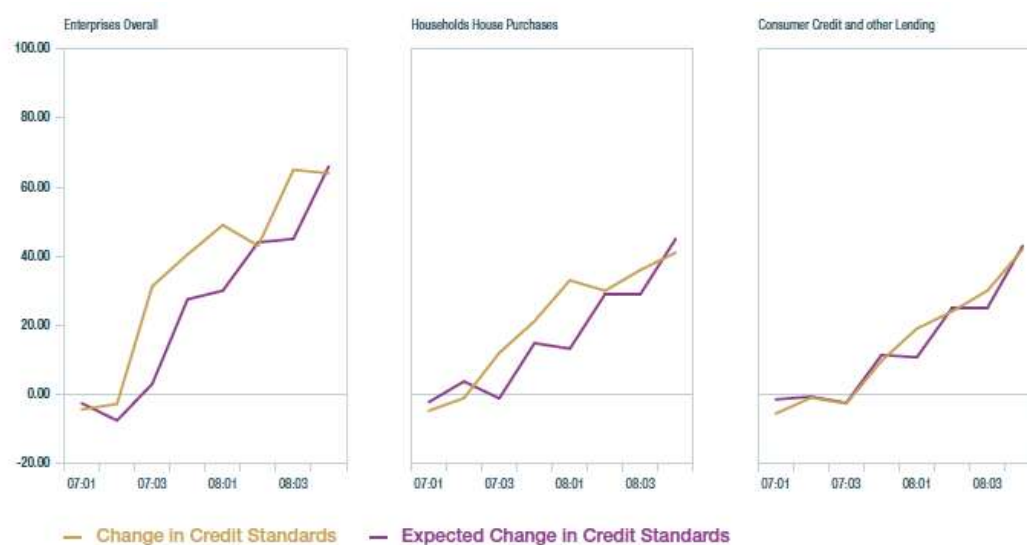 Enterprises Overall
Households House Purchases
Consumer Credit and other Lending
100.00
80.00
60.00
40.00
20.00
0.00
-20.00
07:01 07:03 08:01 08:03
07:01 07:03 08:01 08:03
07:01 07:03 08:01 08:03
Change in Credit Standards
Expected Change in Credit Standards